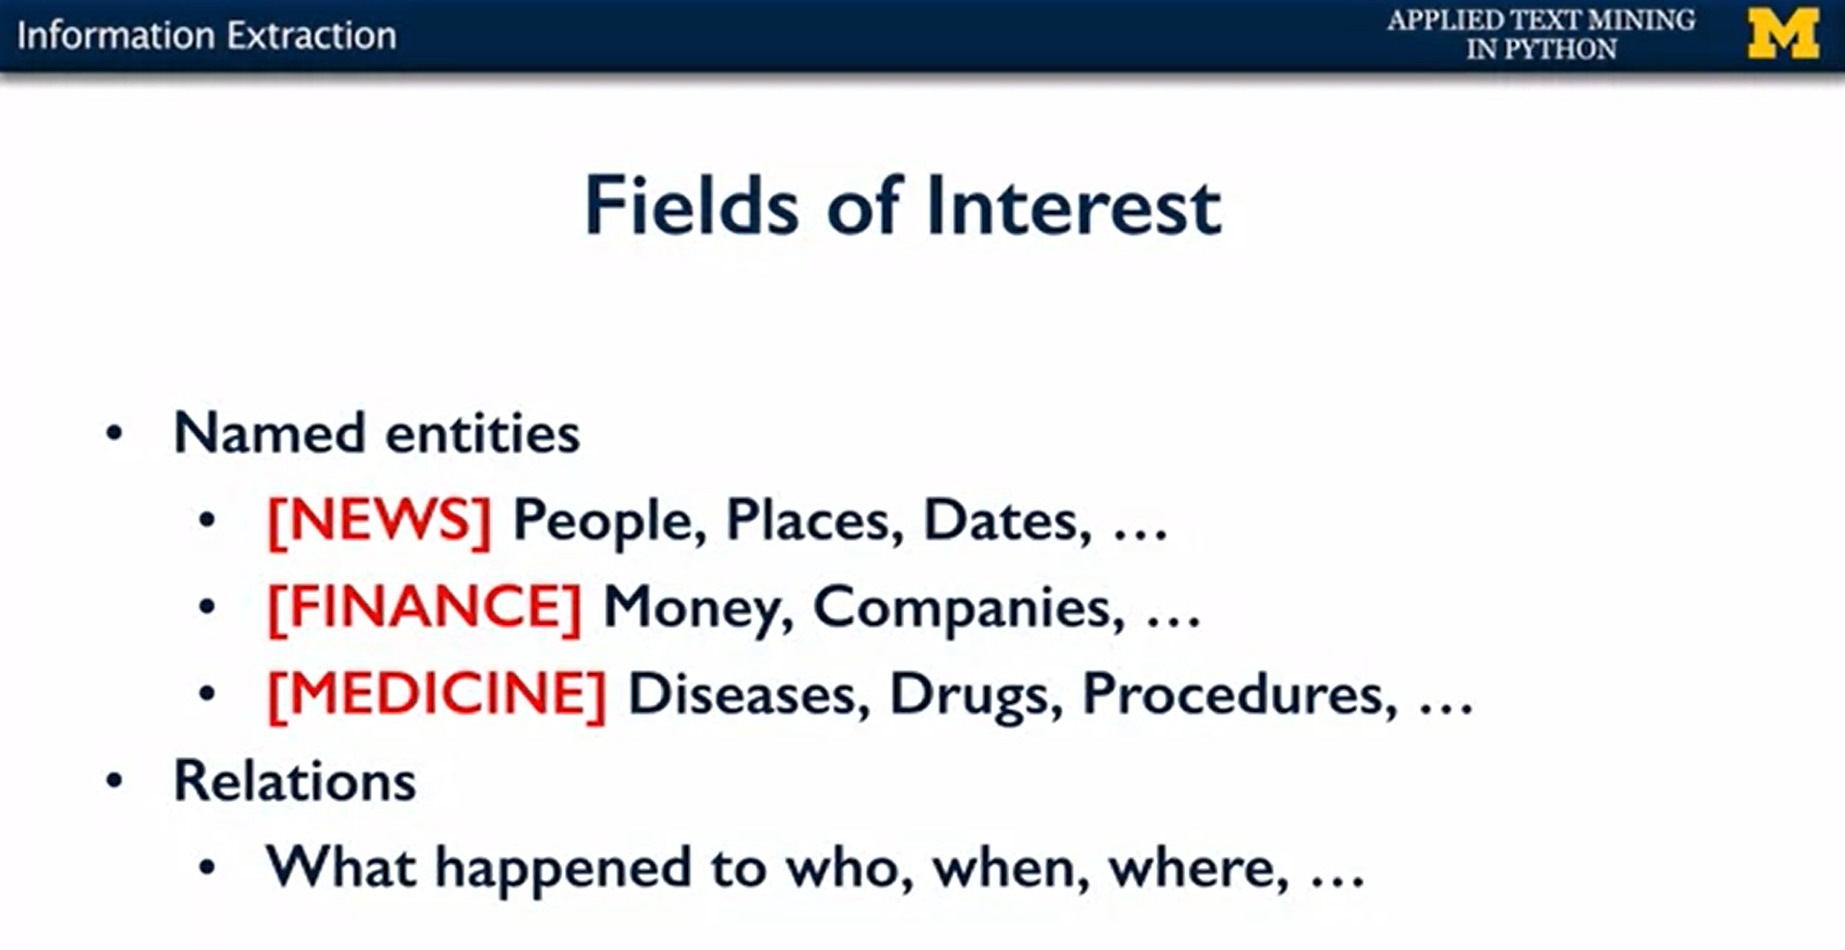 Information Extraction
APPLIED TEXT MINING
IN PYTHON
M
Fields of Interest
• Named entities
• [NEWS] People, Places, Dates, …
• [FINANCE] Money, Companies, …
• [MEDICINE] Diseases, Drugs, Procedures, …
• Relations
• What happened to who, when, where, …